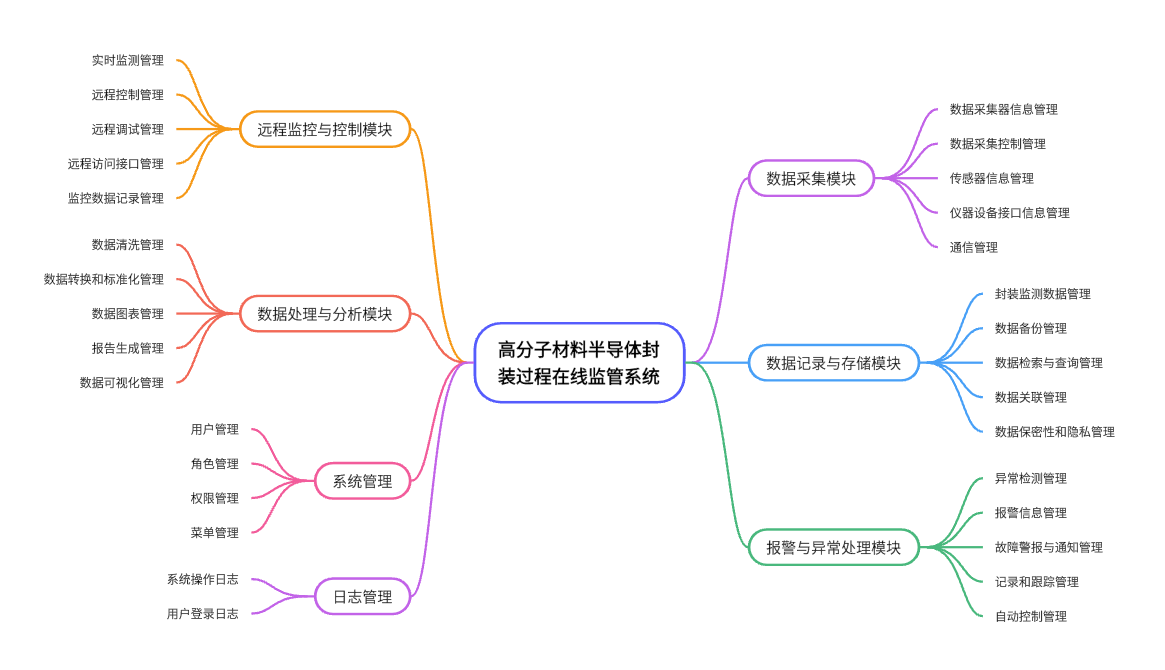 高分子材料半导体封
装过程在线监管系统
远程监控与控制模块
实时监测管理
远程控制管理
远程调试管理
远程访问接口管理
监控数据记录管理
数据处理与分析模块
数据清洗管理
数据转换和标准化管理
数据图表管理
报告生成管理
数据可视化管理
系统管理
用户管理
角色管理
权限管理
菜单管理
日志管理
系统操作日志
用户登录日志
数据采集模块
数据采集器信息管理
数据采集控制管理
传感器信息管理
仪器设备接口信息管理
通信管理
数据记录与存储模块
封装监测数据管理
数据备份管理
数据检索与查询管理
数据关联管理
数据保密性和隐私管理
报警与异常处理模块
异常检测管理
报警信息管理
故障警报与通知管理
记录和跟踪管理
自动控制管理